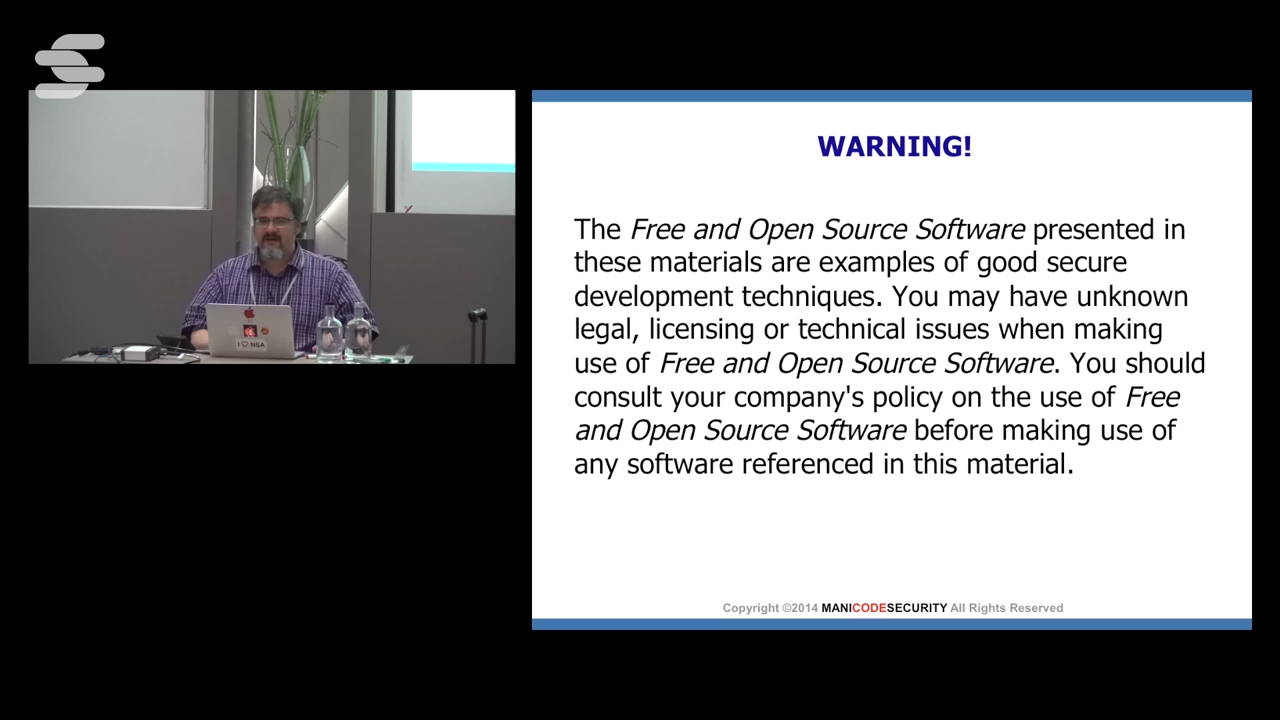 WARNING!
The Free and Open Source Software presented in
these materials are examples of good secure
development techniques. You may have unknown
legal, licensing or technical issues when making
use of Free and Open Source Software. You should
consult your company's policy on the use of Free
and Open Source Software before making use of
any software referenced in this material.
Copyright ©2014 MANICODESECURITY All Rights Reserved
I ♡ NSA